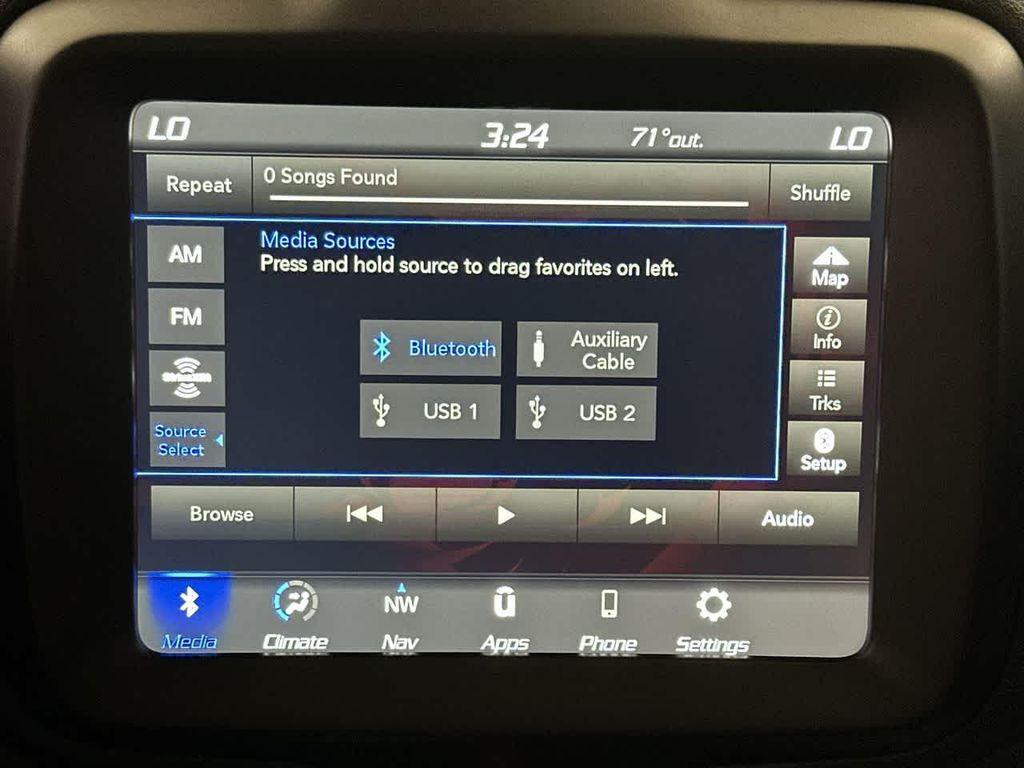 LO 3:24 71°out. LO
Repeat 0 Songs Found Shuffle
AM
FM
SiriusXM
Source
Select
Media Sources
Press and hold source to drag favorites on left.
Bluetooth
Auxiliary
Cable
USB 1
USB 2
Map
Info
Trks
Setup
Browse Audio
NW
Media Climate Nav Apps Phone Settings